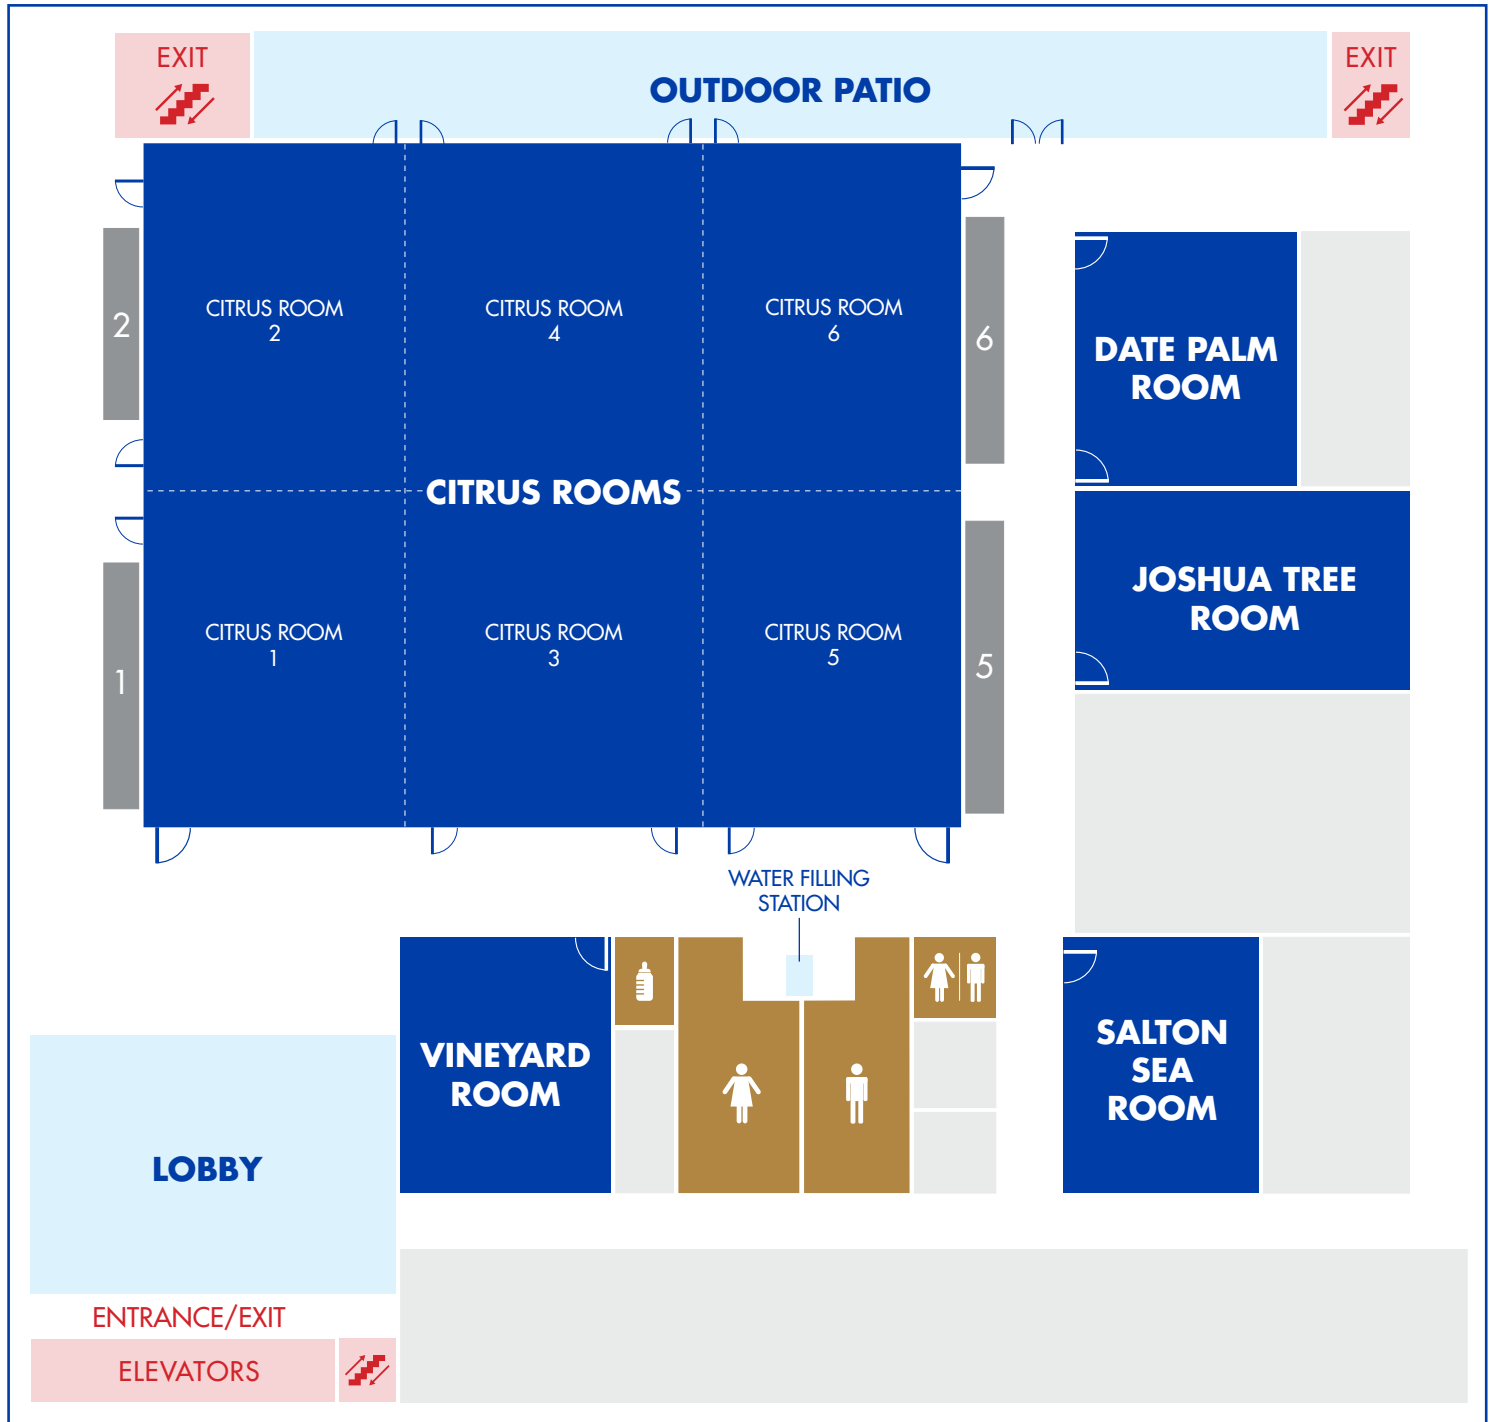 EXIT
OUTDOOR PATIO
EXIT
2
CITRUS ROOM
2
CITRUS ROOM
4
CITRUS ROOM
6
6
DATE PALM
ROOM
CITRUS ROOMS
JOSHUA TREE
ROOM
1
CITRUS ROOM
1
CITRUS ROOM
3
CITRUS ROOM
5
5
WATER FILLING
STATION
VINEYARD
ROOM
SALTON
SEA
ROOM
LOBBY
ENTRANCE/EXIT
ELEVATORS